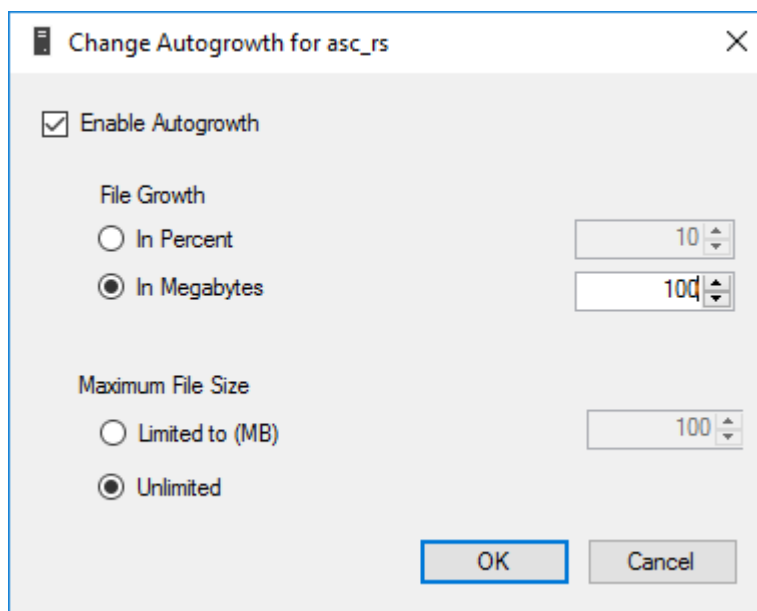 Change Autogrowth for asc_rs
Enable Autogrowth
File Growth
In Percent 10
In Megabytes 100
Maximum File Size
Limited to (MB) 100
Unlimited
OK Cancel